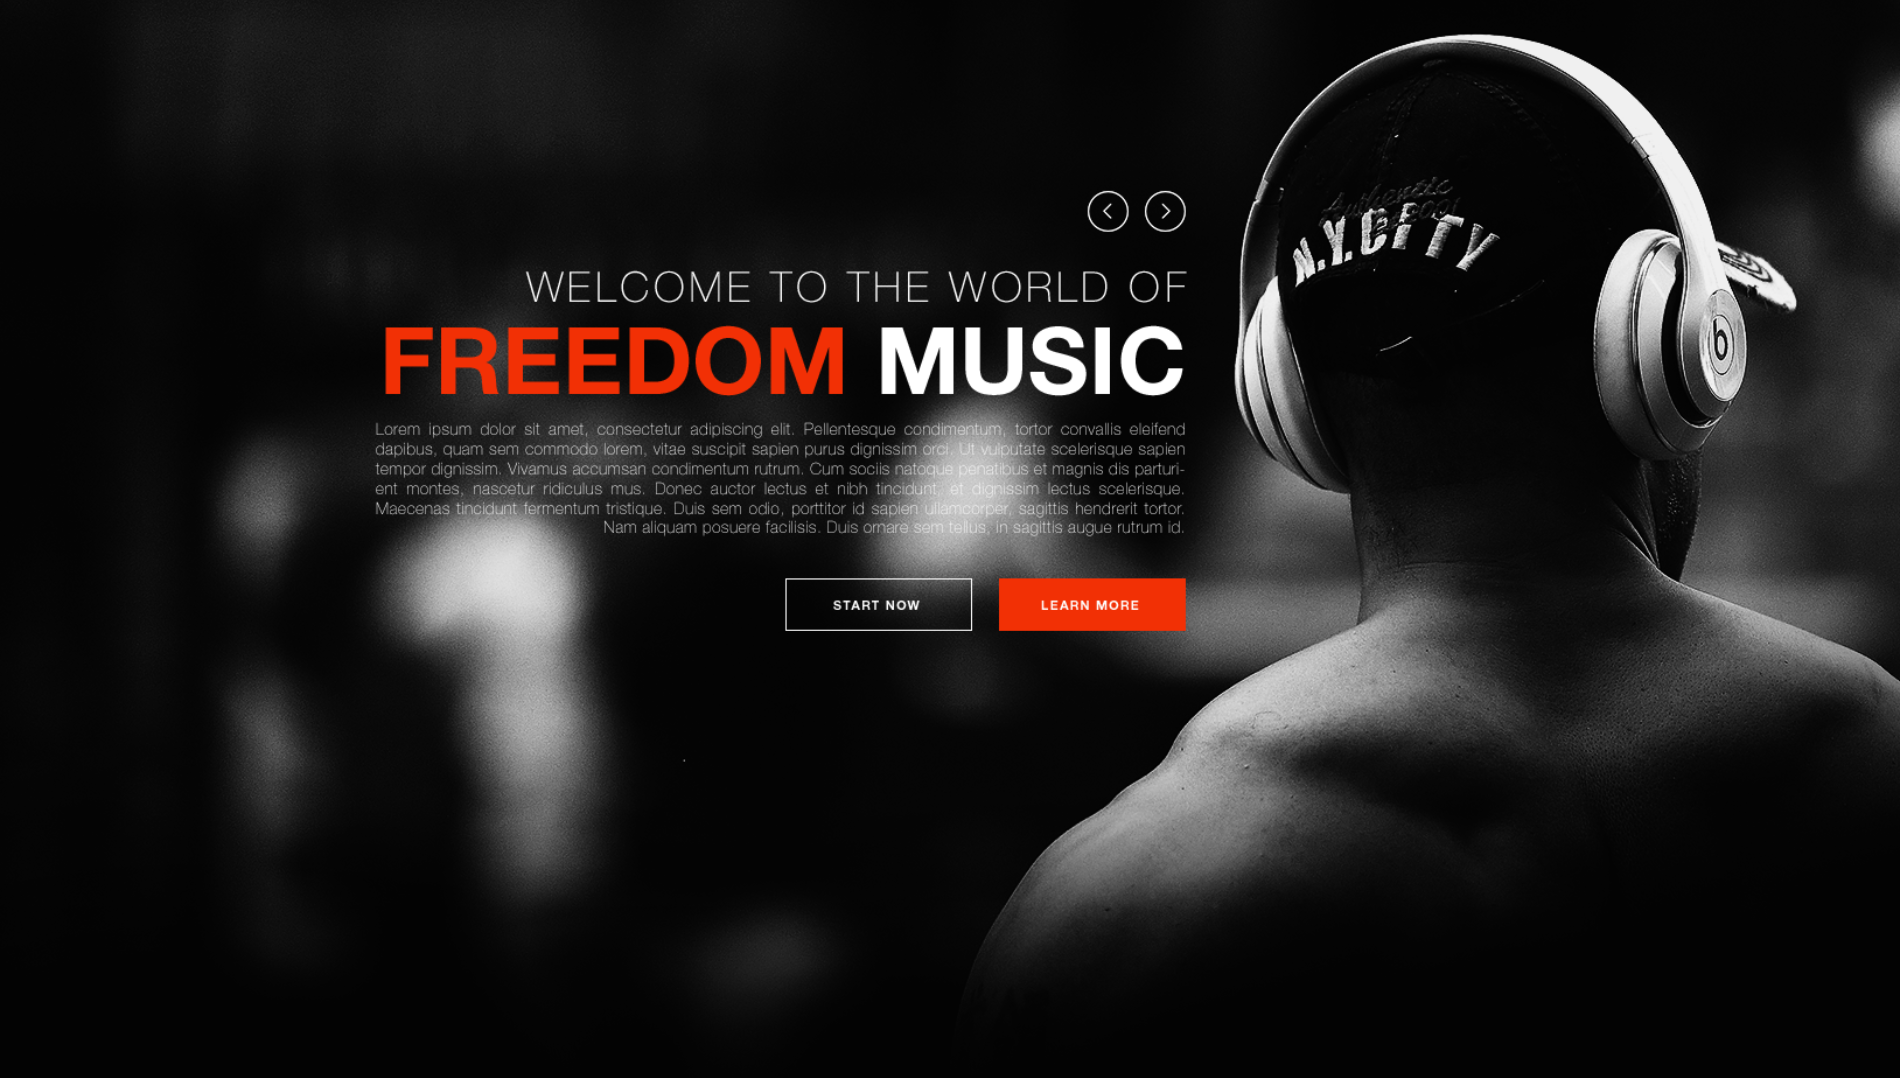 Authentic
N.Y.CITY
WELCOME TO THE WORLD OF
FREEDOM MUSIC
Lorem ipsum dolor sit amet, consectetur adipiscing elit. Pellentesque condimentum, tortor convallis eleifend
dapibus, quam sem commodo lorem, vitae suscipit sapien purus dignissim orci. Ut vulputate scelerisque sapien
tempor dignissim. Vivamus accumsan condimentum rutrum. Cum sociis natoque penatibus et magnis dis parturi-
ent montes, nascetur ridiculus mus. Donec auctor lectus et nibh tincidunt, et dignissim lectus scelerisque.
Maecenas tincidunt fermentum tristique. Duis sem odio, porttitor id sapien ullamcorper, sagittis hendrerit tortor.
Nam aliquam posuere facilisis. Duis ornare sem tellus, in sagittis augue rutrum id.
START NOW
LEARN MORE
b